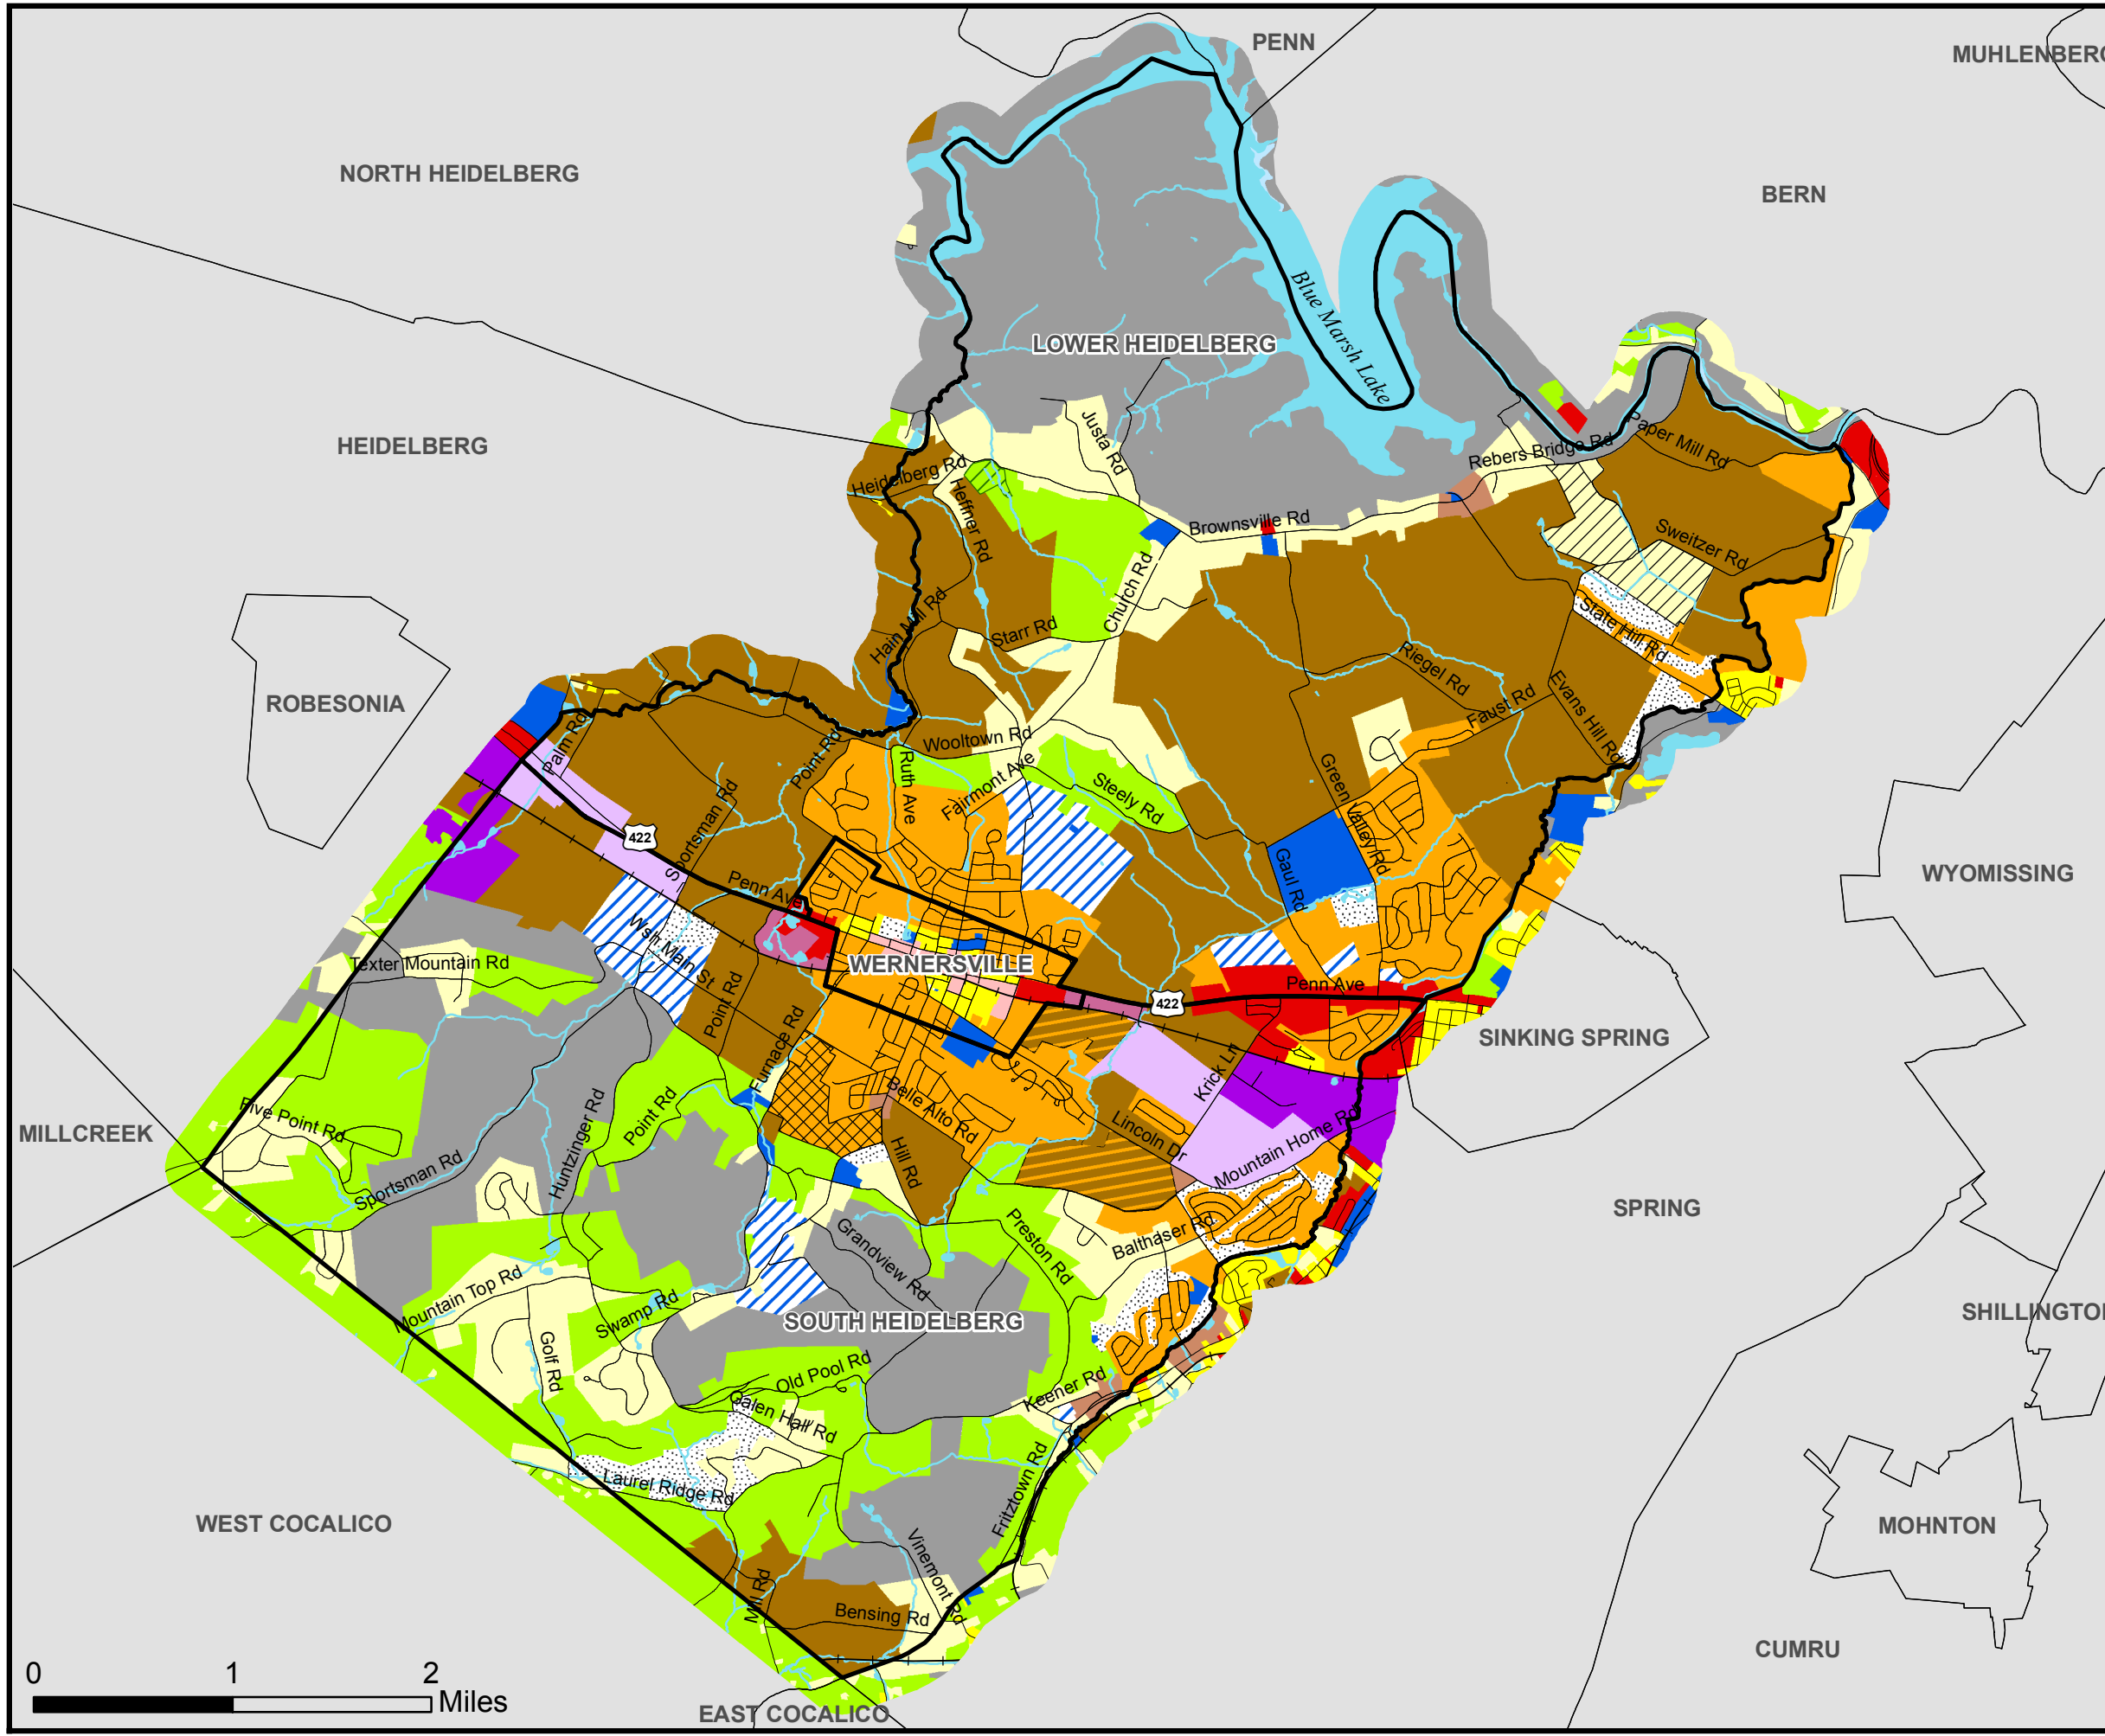 PENN
MUHLENBERG
NORTH HEIDELBERG
BERN
Blue Marsh Lake
LOWER HEIDELBERG
HEIDELBERG
Justa Rd
Paper Mill Rd
Rebers Bridge Rd
Heidelberg Rd
Heffner Rd
Brownsville Rd
Sweitzer Rd
Church Rd
State Hill Rd
Hain Mill Rd
Starr Rd
Riegel Rd
ROBESONIA
Evans Hill Rd
Faust Rd
Palm Rd
Point Rd
Wooltown Rd
Ruth Ave
Fairmont Ave
Steely Rd
Green Valley Rd
422
Sportsman Rd
WYOMISSING
Gaul Rd
Penn Ave
Wsh Main St
Texter Mountain Rd
WERNERSVILLE
Penn Ave
422
Point Rd
SINKING SPRING
Furnace Rd
Krick Ln
Belle Alto Rd
Five Point Rd
MILLCREEK
Point Rd
Huntzinger Rd
Lincoln Dr
Mountain Home Rd
Hill Rd
Sportsman Rd
SPRING
Preston Rd
Balthaser Rd
Grandview Rd
Mountain Top Rd
Swamp Rd
SOUTH HEIDELBERG
SHILLINGTO
Golf Rd
Old Pool Rd
Keener Rd
Galen Hall Rd
Laurel Ridge Rd
Fritztown Rd
WEST COCALICO
MOHNTON
Vinemont Rd
Mill Rd
Bensing Rd
CUMRU
0 1 2
Miles
EAST COCALICO